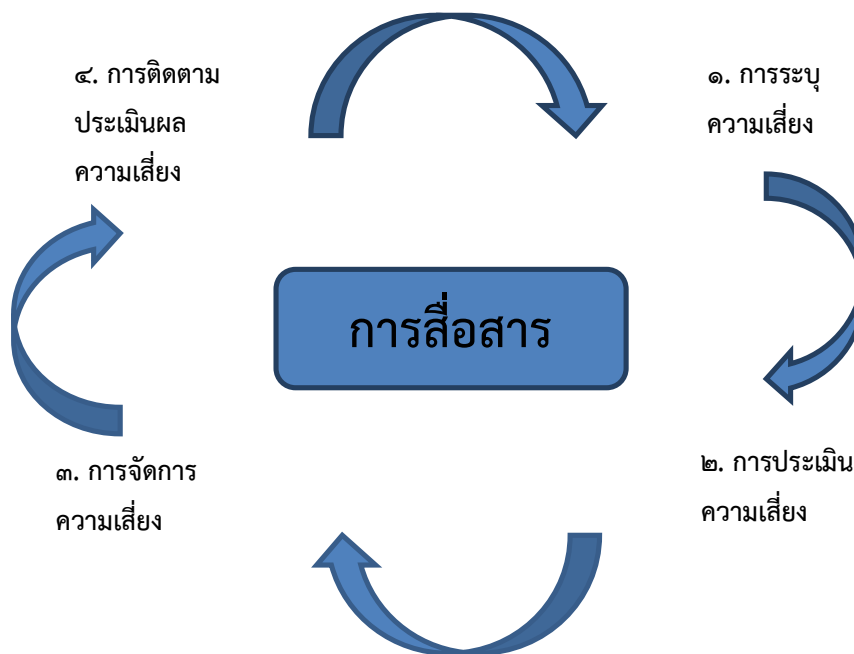 ๔. การติดตาม
ประเมินผล
ความเสี่ยง
๑. การระบุ
ความเสี่ยง
การสื่อสาร
๓. การจัดการ
ความเสี่ยง
๒. การประเมิน
ความเสี่ยง